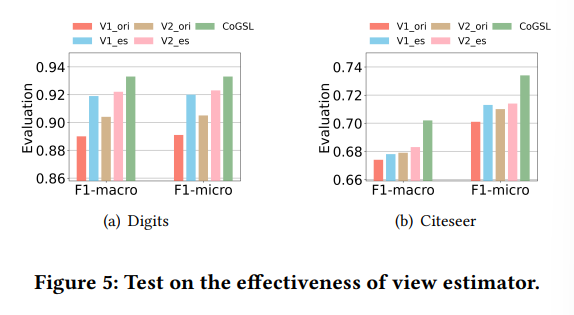 V1_ori V2_ori CoGSL
V1_es V2_es
Evaluation
0.94
0.92
0.90
0.88
0.86
F1-macro F1-micro
(a) Digits
V1_ori V2_ori CoGSL
V1_es V2_es
Evaluation
0.74
0.72
0.70
0.68
0.66
F1-macro F1-micro
(b) Citeseer
Figure 5: Test on the effectiveness of view estimator.